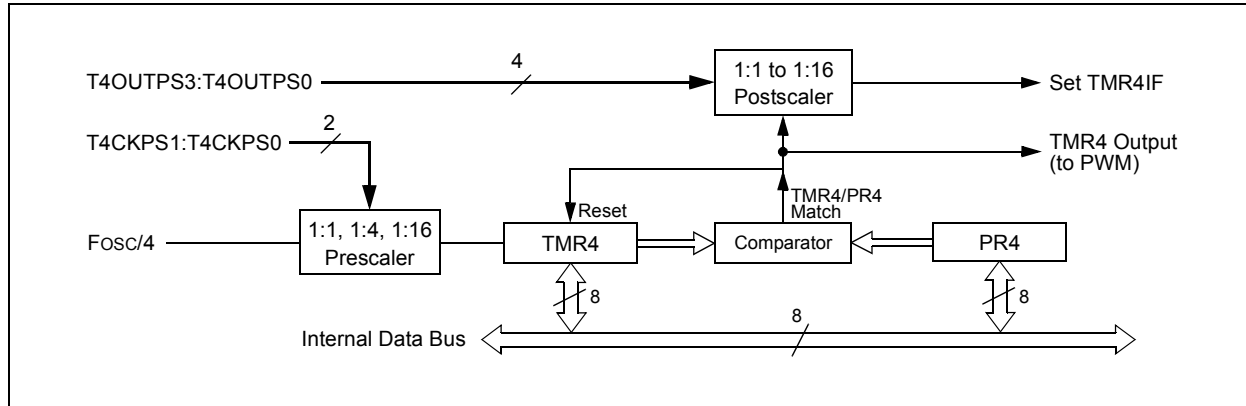 T4OUTPS3:T4OUTPS0
4
1:1 to 1:16
Postscaler
Set TMR4IF
T4CKPS1:T4CKPS0
2
TMR4 Output
(to PWM)
Reset
TMR4/PR4
Match
FOSC/4
1:1, 1:4, 1:16
Prescaler
TMR4
Comparator
PR4
8
8
8
Internal Data Bus